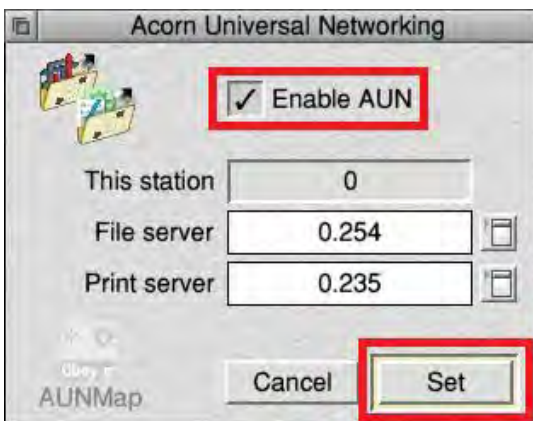 Acorn Universal Networking
Enable AUN
This station 0
File server 0.254
Print server 0.235
AUNMap
Cancel Set